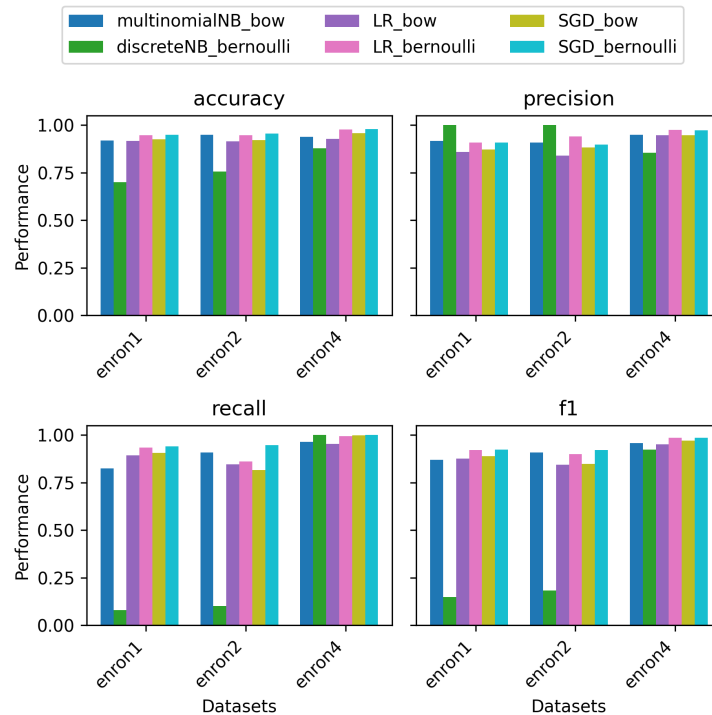 multinomialNB_bow LR_bow SGD_bow
discreteNB_bernoulli LR_bernoulli SGD_bernoulli
accuracy
Performance
1.00
0.75
0.50
0.25
0.00
enron1 enron2 enron4
precision
enron1 enron2 enron4
recall
Performance
1.00
0.75
0.50
0.25
0.00
enron1 enron2 enron4
Datasets
f1
enron1 enron2 enron4
Datasets